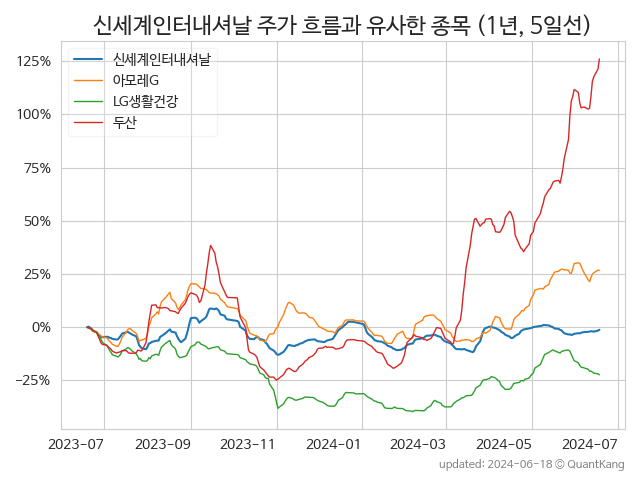 신세계인터내셔날 주가 흐름과 유사한 종목 (1년, 5일선)
신세계인터내셔날
아모레G
LG생활건강
두산
125%
100%
75%
50%
25%
0%
−25%
2023-07 2023-09 2023-11 2024-01 2024-03 2024-05 2024-07
updated: 2024-06-18 © QuantKang